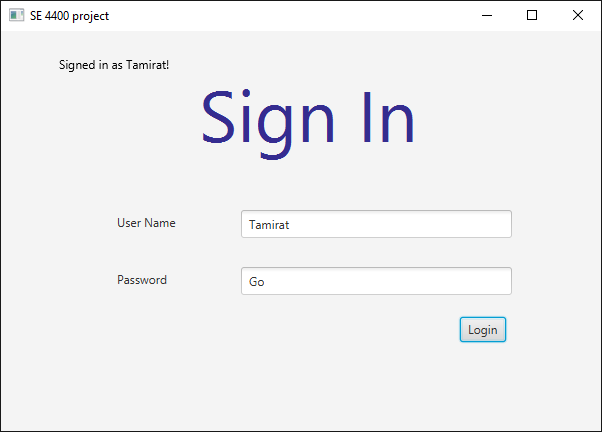 SE 4400 project
Signed in as Tamirat!
Sign In
User Name
Tamirat
Password
Go
Login